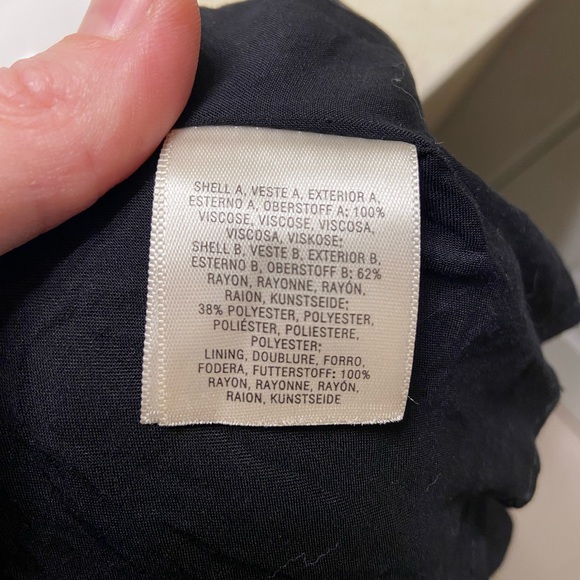 SHELL A, VESTE A, EXTERIOR A,
ESTERNO A, OBERSTOFF A: 100%
VISCOSE, VISCOSE, VISCOSA,
VISCOSA, VISKOSE;
SHELL B, VESTE B, EXTERIOR B,
ESTERNO B, OBERSTOFF B: 62%
RAYON, RAYONNE, RAYÓN,
RAION, KUNSTSEIDE;
38% POLYESTER, POLYESTER,
POLIÉSTER, POLIESTERE,
POLYESTER;
LINING, DOUBLURE, FORRO,
FODERA, FUTTERSTOFF: 100%
RAYON, RAYONNE, RAYÓN,
RAION, KUNSTSEIDE